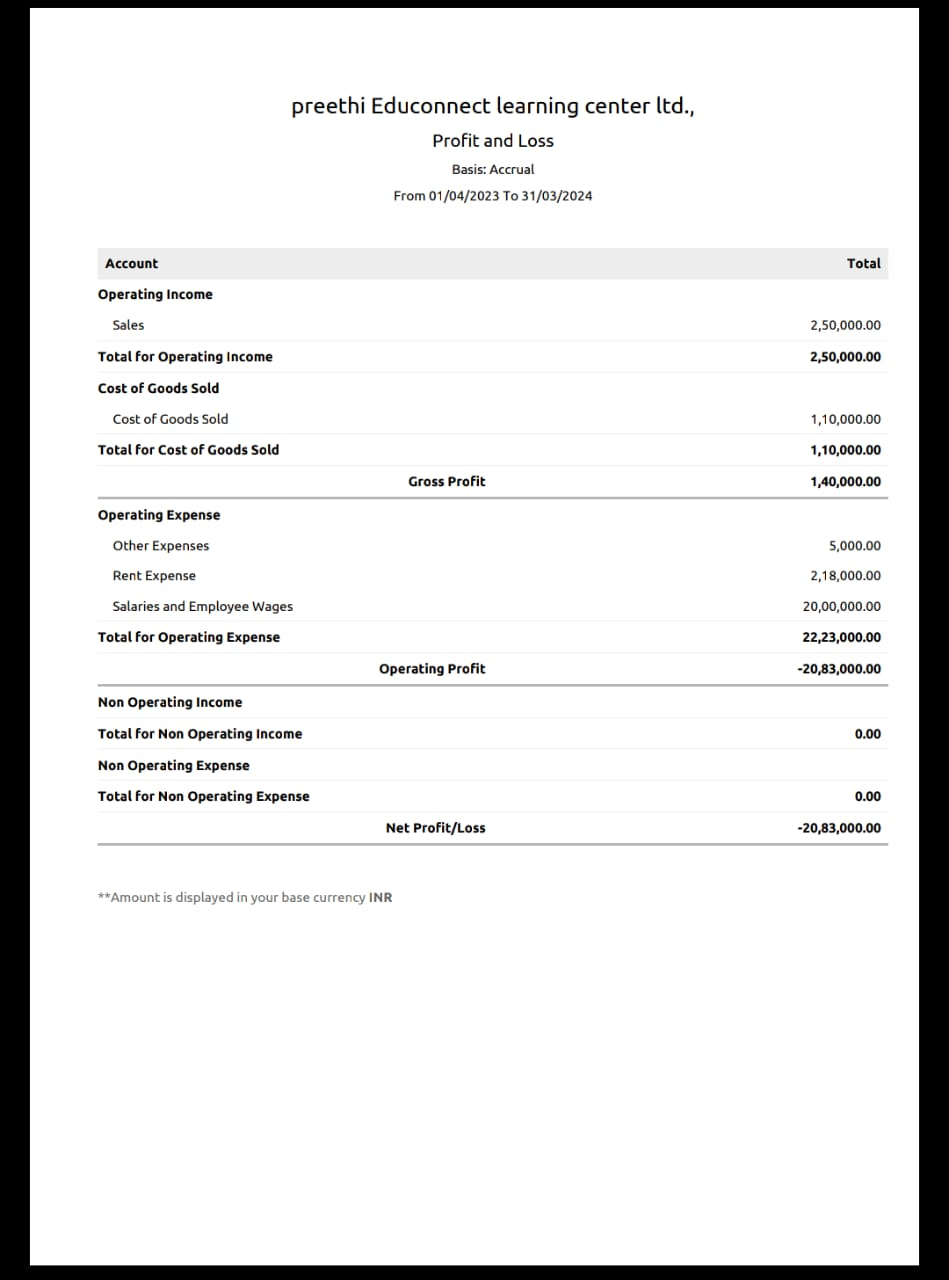 preethi Educonnect learning center ltd.,
Profit and Loss
Basis: Accrual
From 01/04/2023 To 31/03/2024
Account Total
Operating Income
Sales 2,50,000.00
Total for Operating Income 2,50,000.00
Cost of Goods Sold
Cost of Goods Sold 1,10,000.00
Total for Cost of Goods Sold 1,10,000.00
Gross Profit 1,40,000.00
Operating Expense
Other Expenses 5,000.00
Rent Expense 2,18,000.00
Salaries and Employee Wages 20,00,000.00
Total for Operating Expense 22,23,000.00
Operating Profit -20,83,000.00
Non Operating Income
Total for Non Operating Income 0.00
Non Operating Expense
Total for Non Operating Expense 0.00
Net Profit/Loss -20,83,000.00
**Amount is displayed in your base currency INR